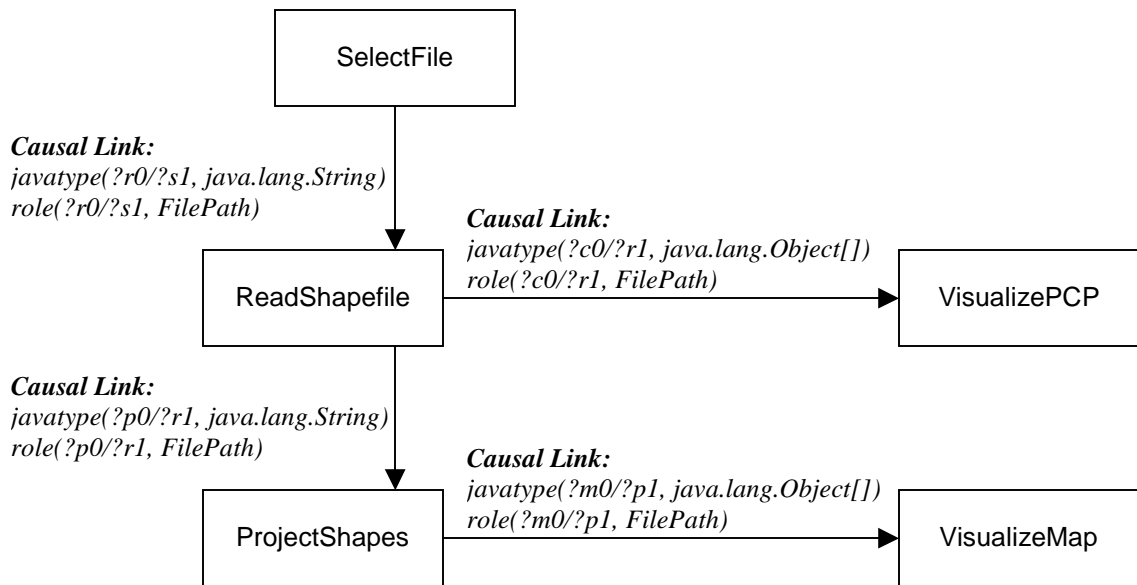 SelectFile
Causal Link:
javatype(?r0/?s1, java.lang.String)
role(?r0/?s1, FilePath)
Causal Link:
javatype(?c0/?r1, java.lang.Object[])
role(?c0/?r1, FilePath)
ReadShapefile
VisualizePCP
Causal Link:
javatype(?p0/?r1, java.lang.String)
role(?p0/?r1, FilePath)
Causal Link:
javatype(?m0/?p1, java.lang.Object[])
role(?m0/?p1, FilePath)
ProjectShapes
VisualizeMap